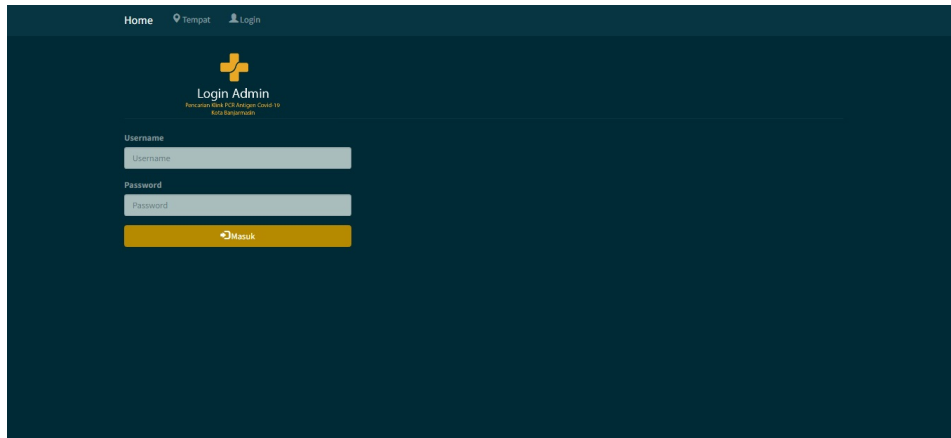 Home Tempat Login
Login Admin
Pencarian Klinik PCR Antigen Covid-19
Kota Banjarmasin
Username
Username
Password
Password
Masuk